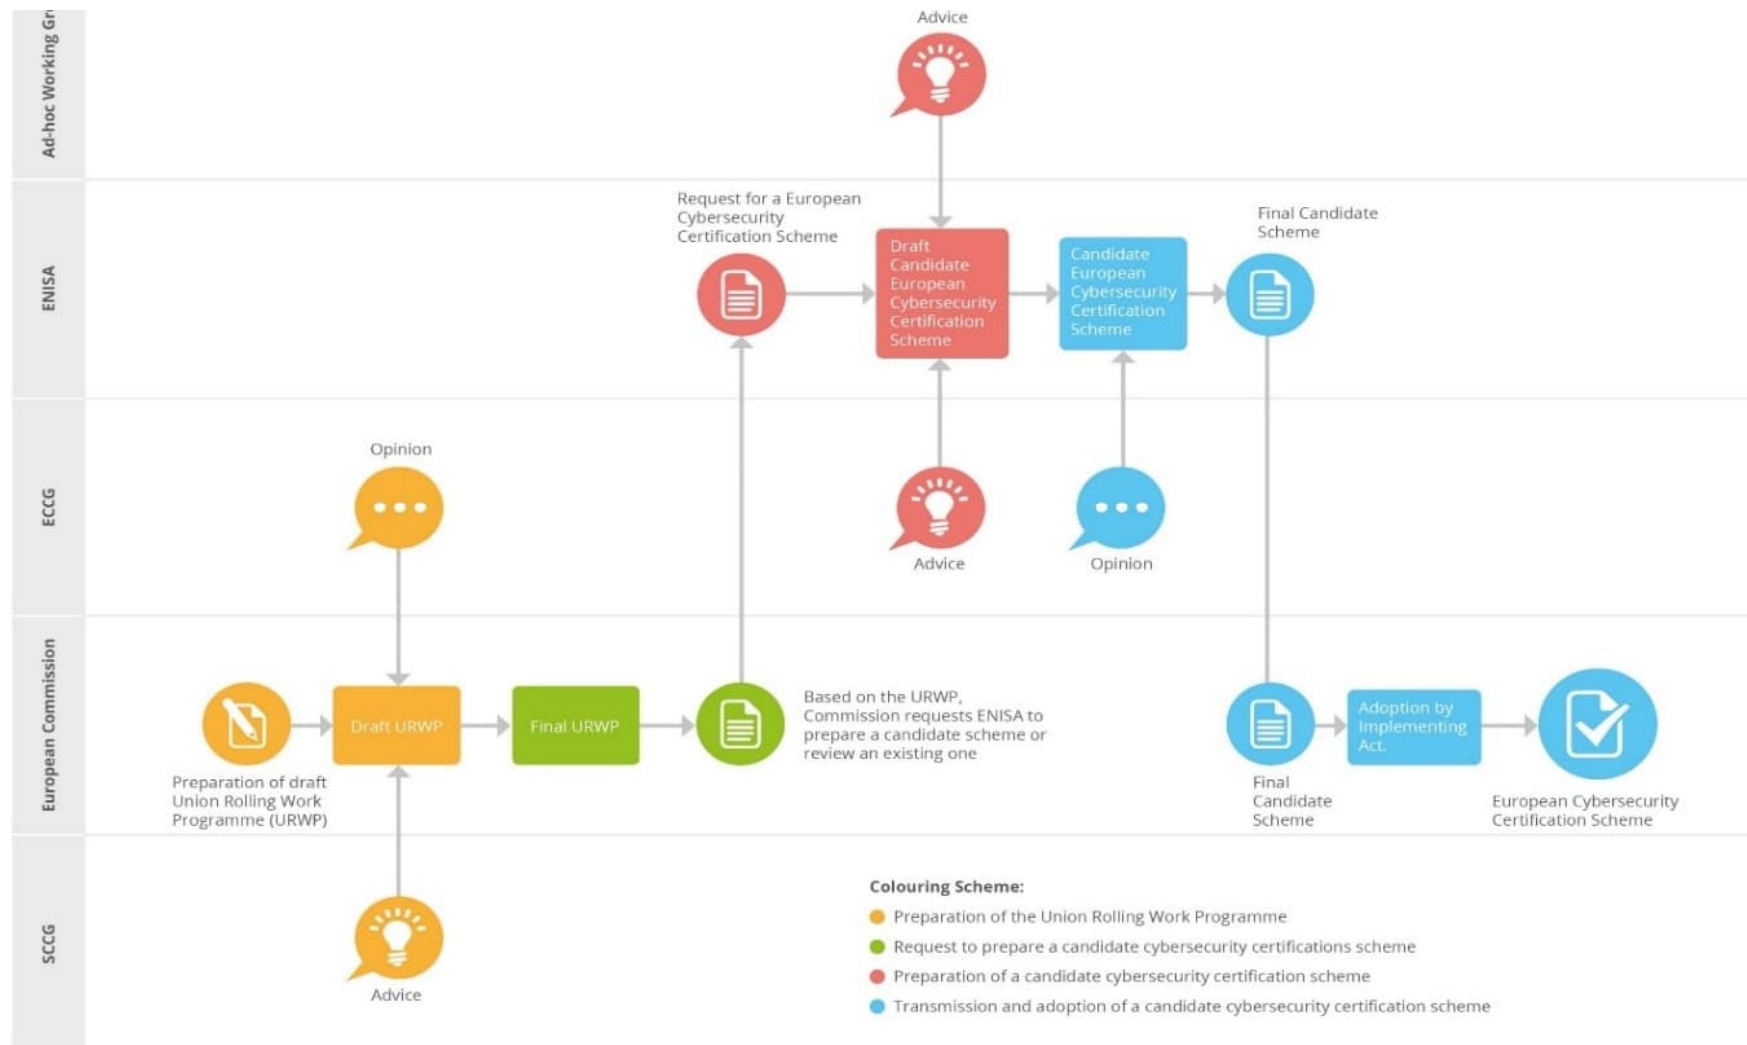 Ad-hoc Working
Advice
ENISA
Request for a European
Cybersecurity
Certification Scheme
Draft
Candidate
European
Cybersecurity
Certification
Scheme
Candidate
European
Cybersecurity
Certification
Scheme
Final Candidate
Scheme
ECCG
Opinion
Advice
Opinion
European Commission
Preparation of draft
Union Rolling Work
Programme (URWP)
Draft URWP
Final URWP
Based on the URWP,
Commission requests ENISA to
prepare a candidate scheme or
review an existing one
Final
Candidate
Scheme
Adoption by
Implementing
Act.
European Cybersecurity
Certification Scheme
SCCG
Advice
Colouring Scheme:
Preparation of the Union Rolling Work Programme
Request to prepare a candidate cybersecurity certifications scheme
Preparation of a candidate cybersecurity certification scheme
Transmission and adoption of a candidate cybersecurity certification scheme